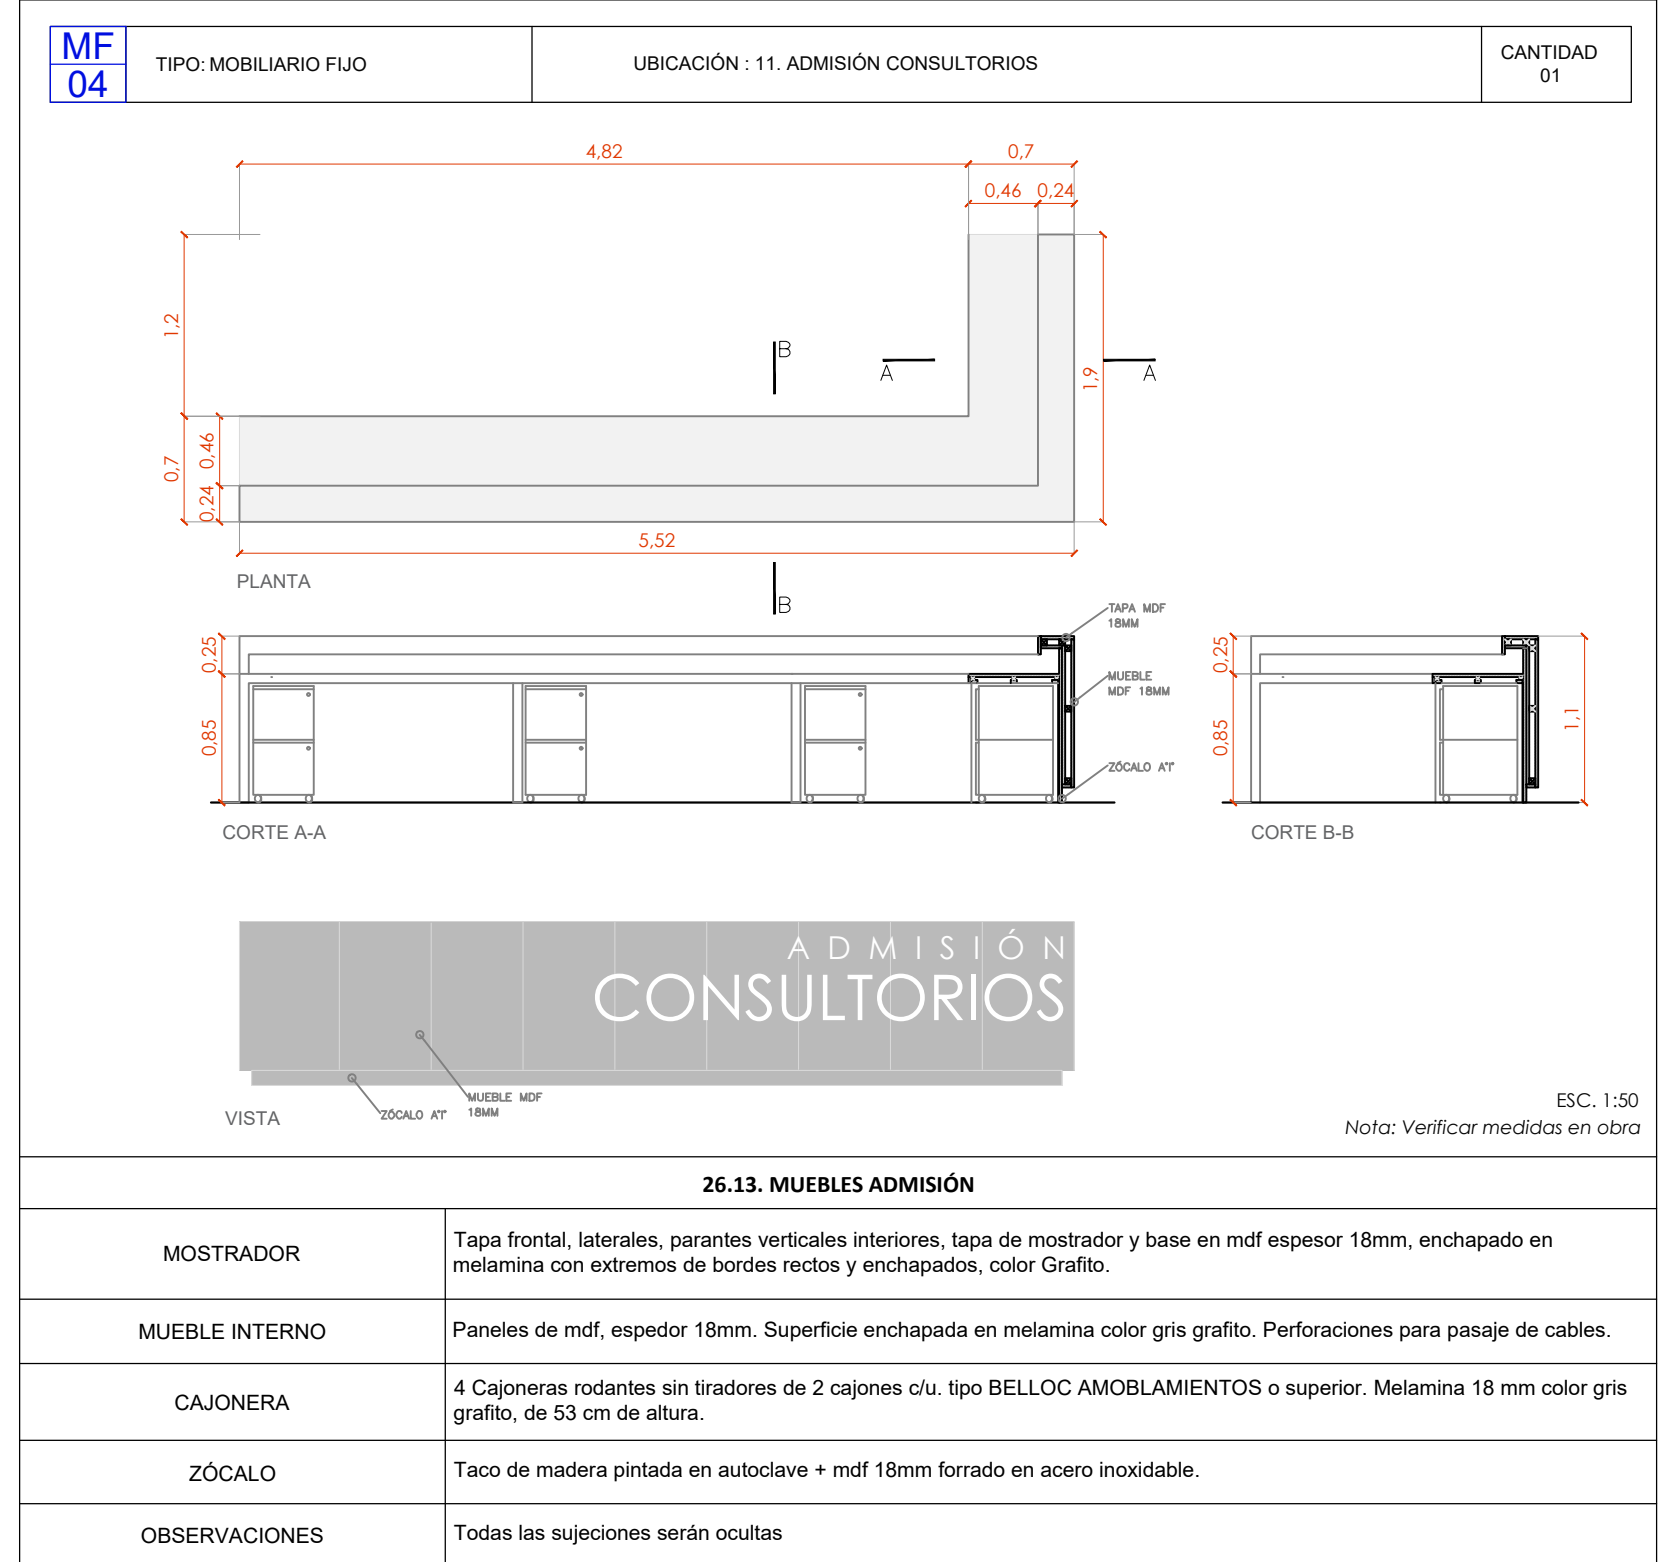 MF
04
TIPO: MOBILIARIO FIJO
UBICACIÓN : 11. ADMISIÓN CONSULTORIOS
CANTIDAD
01
4,82
0,7
0,46
0,24
1,2
B
A
A
1,9
0,46
0,7
0,24
5,52
PLANTA
B
TAPA MDF
18MM
0,25
MUEBLE
MDF 18MM
0,85
ZÓCALO A"I"
CORTE A-A
0,25
0,85
1,1
CORTE B-B
ADMISIÓN
CONSULTORIOS
ZÓCALO A"I"
MUEBLE MDF
18MM
VISTA
ESC. 1:50
Nota: Verificar medidas en obra
26.13. MUEBLES ADMISIÓN
MOSTRADOR
Tapa frontal, laterales, parantes verticales interiores, tapa de mostrador y base en mdf espesor 18mm, enchapado en
melamina con extremos de bordes rectos y enchapados, color Grafito.
MUEBLE INTERNO
Paneles de mdf, espedor 18mm. Superficie enchapada en melamina color gris grafito. Perforaciones para pasaje de cables.
CAJONERA
4 Cajoneras rodantes sin tiradores de 2 cajones c/u. tipo BELLOC AMOBLAMIENTOS o superior. Melamina 18 mm color gris
grafito, de 53 cm de altura.
ZÓCALO
Taco de madera pintada en autoclave + mdf 18mm forrado en acero inoxidable.
OBSERVACIONES
Todas las sujeciones serán ocultas